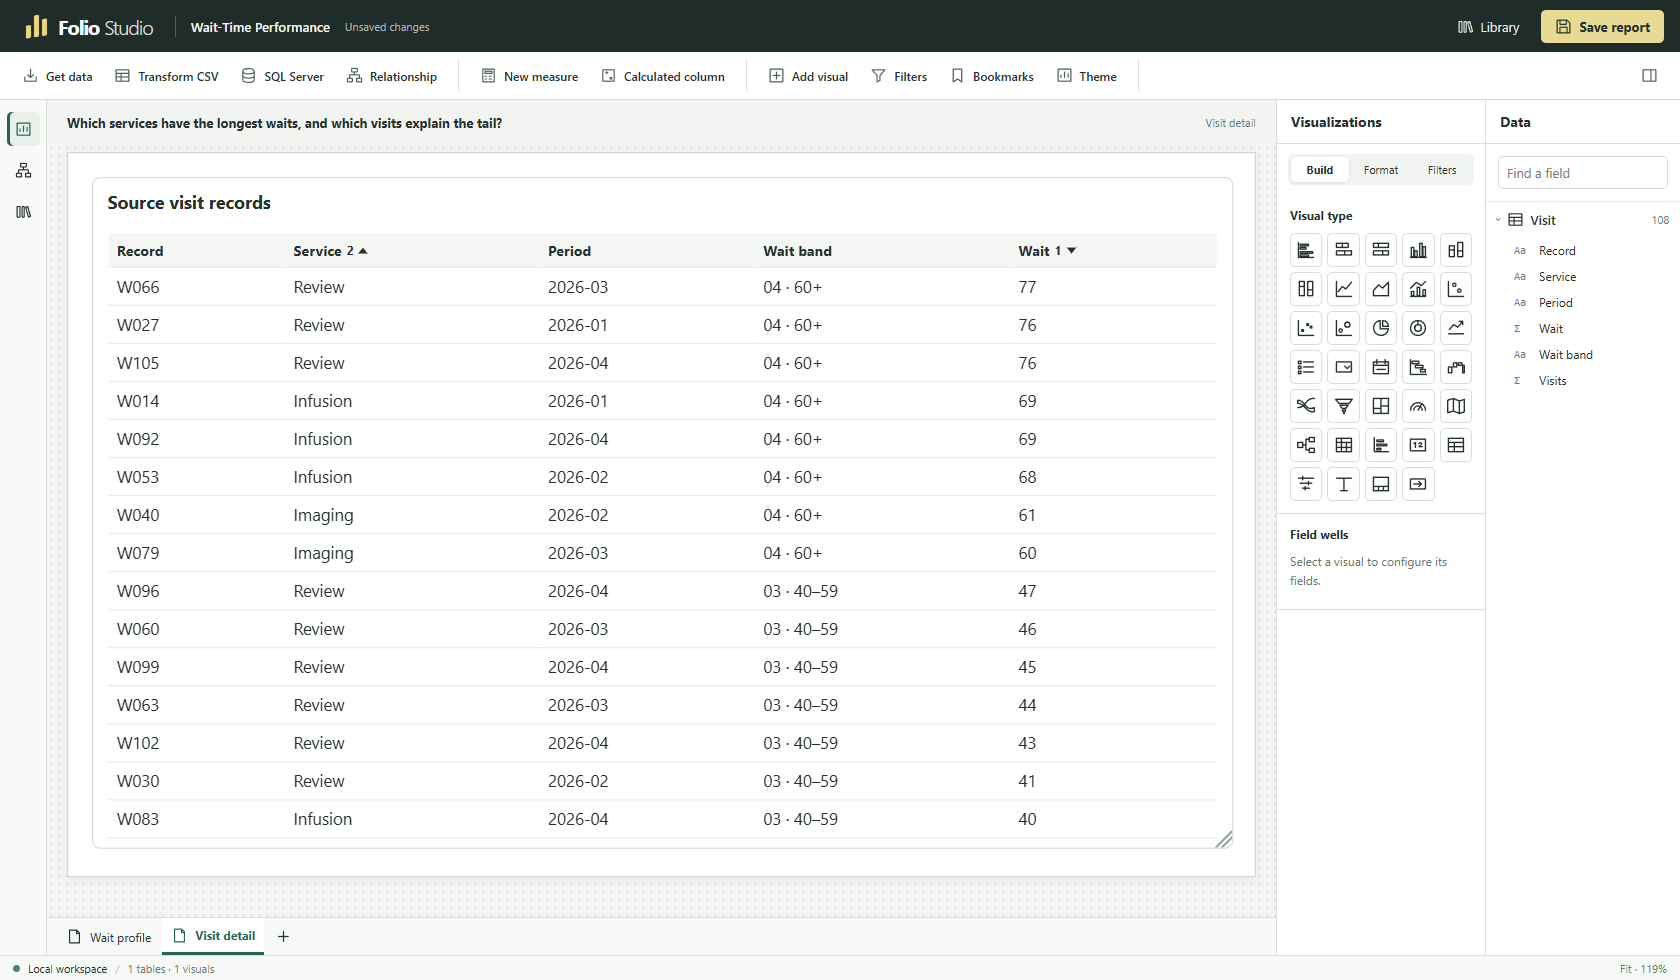 Folio Studio
Wait-Time Performance
Unsaved changes
Library
Save report
Get data
Transform CSV
SQL Server
Relationship
New measure
Calculated column
Add visual
Filters
Bookmarks
Theme
Which services have the longest waits, and which visits explain the tail?
Visit detail
Source visit records
Record Service 2 Period Wait band Wait 1
W066 Review 2026-03 04 · 60+ 77
W027 Review 2026-01 04 · 60+ 76
W105 Review 2026-04 04 · 60+ 76
W014 Infusion 2026-01 04 · 60+ 69
W092 Infusion 2026-04 04 · 60+ 69
W053 Infusion 2026-02 04 · 60+ 68
W040 Imaging 2026-02 04 · 60+ 61
W079 Imaging 2026-03 04 · 60+ 60
W096 Review 2026-04 03 · 40–59 47
W060 Review 2026-03 03 · 40–59 46
W099 Review 2026-04 03 · 40–59 45
W063 Review 2026-03 03 · 40–59 44
W102 Review 2026-04 03 · 40–59 43
W030 Review 2026-02 03 · 40–59 41
W083 Infusion 2026-04 03 · 40–59 40
Visualizations
Build Format Filters
Visual type
12
Field wells
Select a visual to configure its
fields.
Data
Find a field
Visit 108
Aa Record
Aa Service
Aa Period
Σ Wait
Aa Wait band
Σ Visits
Wait profile
Visit detail
Local workspace / 1 tables · 1 visuals
Fit · 119%